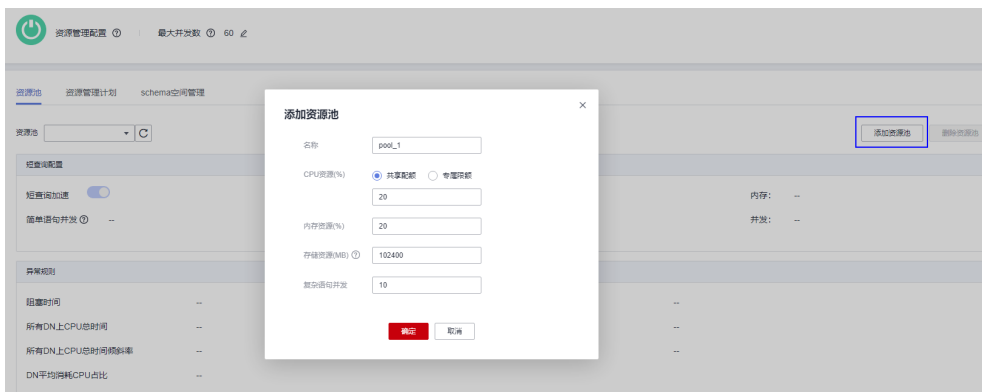 资源管理配置 最大并发数 60
资源池 资源管理计划 schema空间管理
资源池
添加资源池 删除资源池
短查询配置
短查询加速
内存： --
简单语句并发 --
并发： --
异常规则
阻塞时间 -- --
所有DN上CPU总时间 -- --
所有DN上CPU总时间倾斜率 -- --
DN平均消耗CPU占比 --
添加资源池
名称 pool_1
CPU资源(%) 共享配额 专属限额
20
内存资源(%) 20
存储资源(MB) 102400
复杂语句并发 10
确定 取消